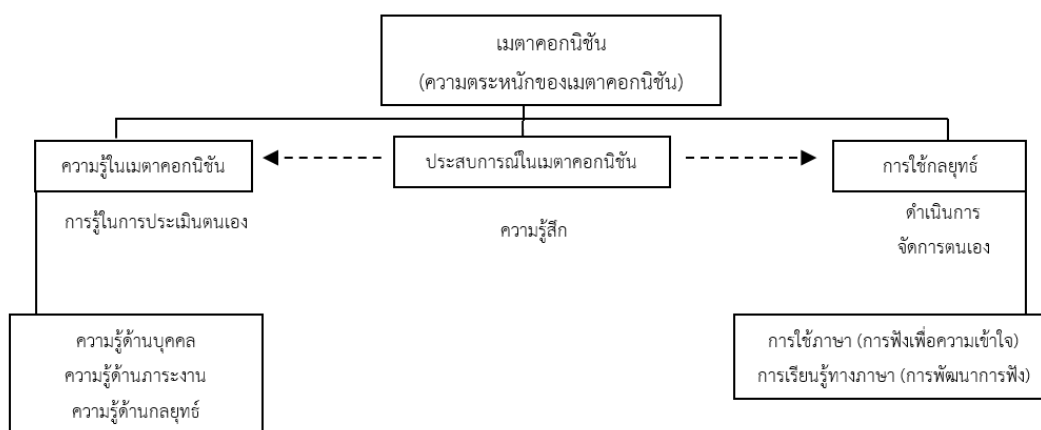 เมตาคอกนิชัน
(ความตระหนักของเมตาคอกนิชัน)
ความรู้ในเมตาคอกนิชัน
ประสบการณ์ในเมตาคอกนิชัน
การใช้กลยุทธ์
การรู้ในการประเมินตนเอง
ความรู้สึก
ดำเนินการ
จัดการตนเอง
ความรู้ด้านบุคคล
ความรู้ด้านภาระงาน
ความรู้ด้านกลยุทธ์
การใช้ภาษา (การฟังเพื่อความเข้าใจ)
การเรียนรู้ทางภาษา (การพัฒนาการฟัง)